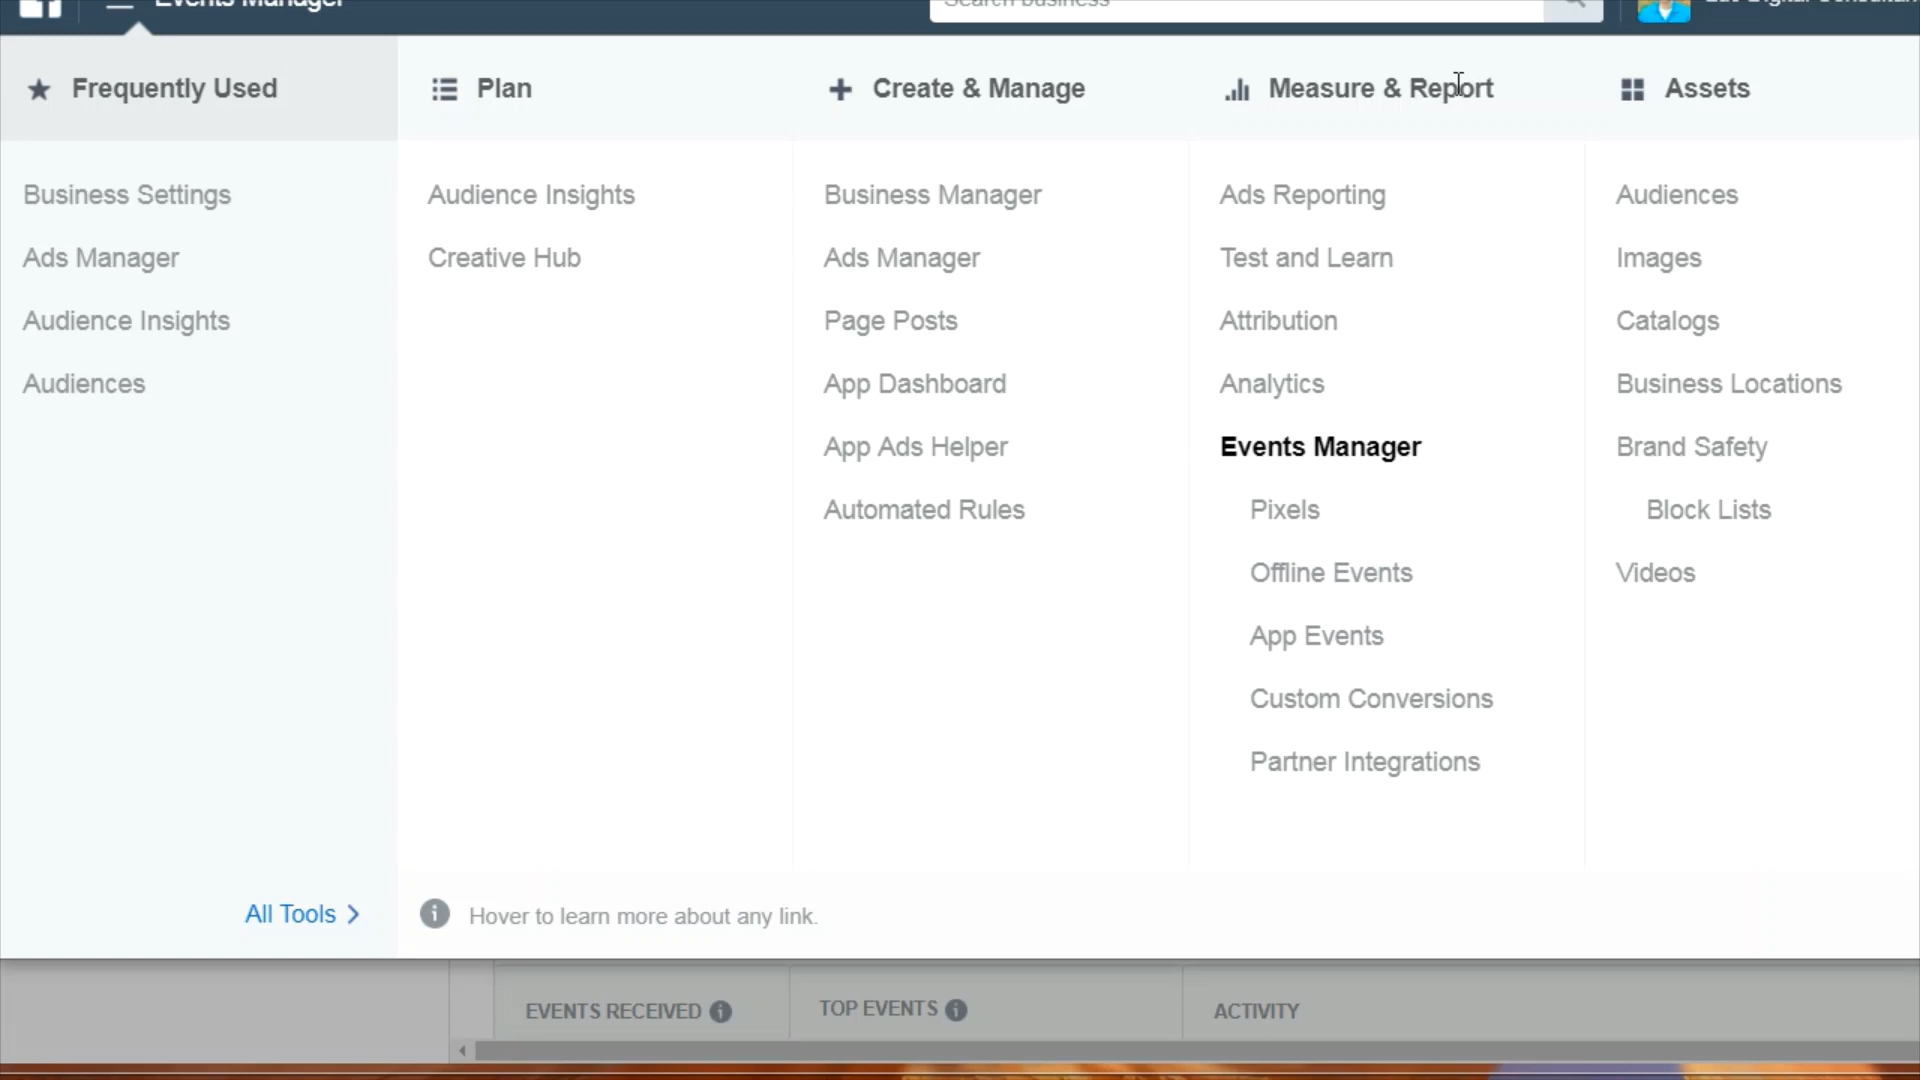 Events Manager
Search business
Frequently Used
Business Settings
Ads Manager
Audience Insights
Audiences
All Tools
Plan
Audience Insights
Creative Hub
Create & Manage
Business Manager
Ads Manager
Page Posts
App Dashboard
App Ads Helper
Automated Rules
Measure & Report
Ads Reporting
Test and Learn
Attribution
Analytics
Events Manager
Pixels
Offline Events
App Events
Custom Conversions
Partner Integrations
Assets
Audiences
Images
Catalogs
Business Locations
Brand Safety
Block Lists
Videos
Hover to learn more about any link.
EVENTS RECEIVED
TOP EVENTS
ACTIVITY